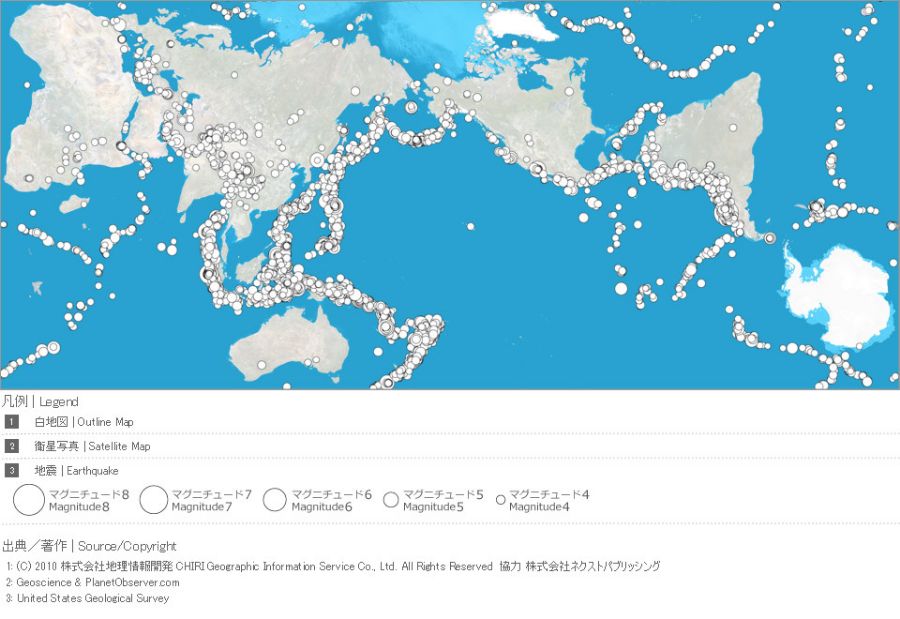 凡例 | Legend
1 白地図 | Outline Map
2 衛星写真 | Satellite Map
3 地震 | Earthquake
マグニチュード8 マグニチュード7 マグニチュード6 マグニチュード5 マグニチュード4
Magnitude8 Magnitude7 Magnitude6 Magnitude5 Magnitude4
出典／著作 | Source/Copyright
1: (C) 2010 株式会社地理情報開発 CHIRI Geographic Information Service Co., Ltd. All Rights Reserved 協力 株式会社ネクストパブリッシング
2: Geoscience & PlanetObserver.com
3: United States Geological Survey